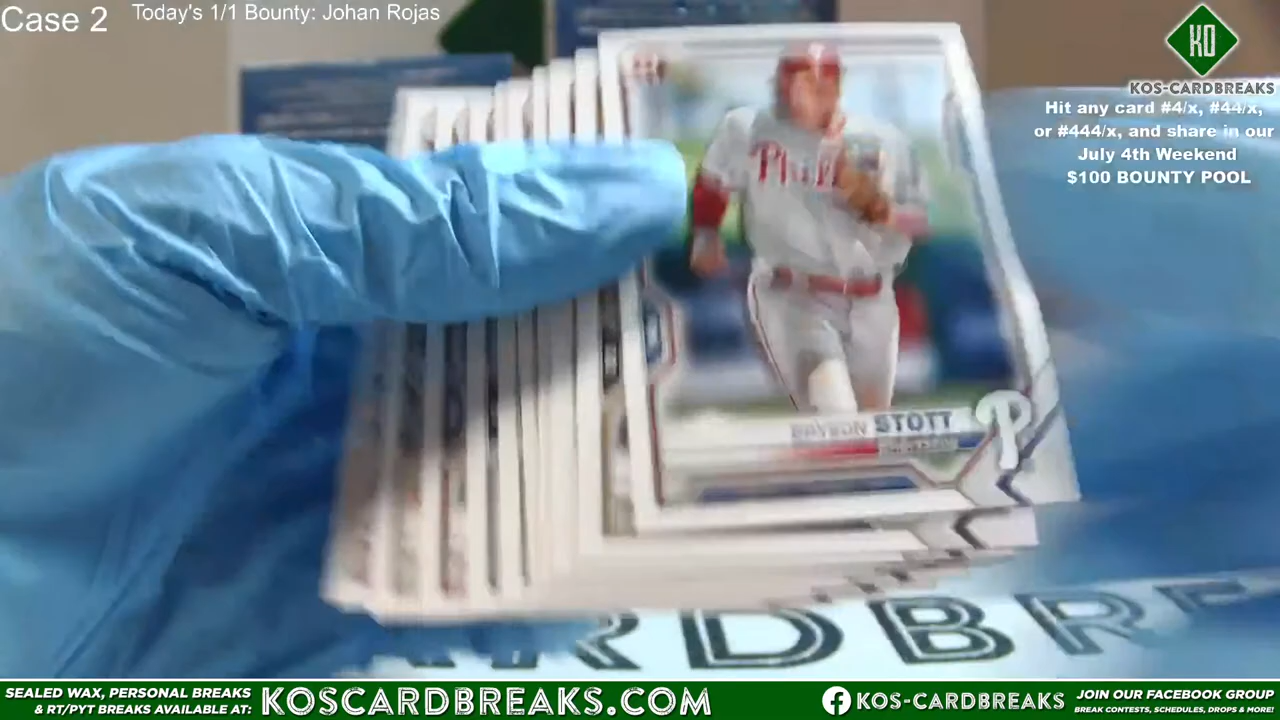 Case 2
Today's 1/1 Bounty: Johan Rojas
KO
KOS-CARDBREAKS
Hit any card #4/x, #44/x,
or #444/x, and share in our
July 4th Weekend
$100 BOUNTY POOL
Phill
BRYSON STOTT
P
RDBRE
SEALED WAX, PERSONAL BREAKS
& RT/PYT BREAKS AVAILABLE AT:
KOSCARDBREAKS.COM
KOS-CARDBREAKS
JOIN OUR FACEBOOK GROUP
BREAK CONTESTS, SCHEDULES, DROPS & MORE!